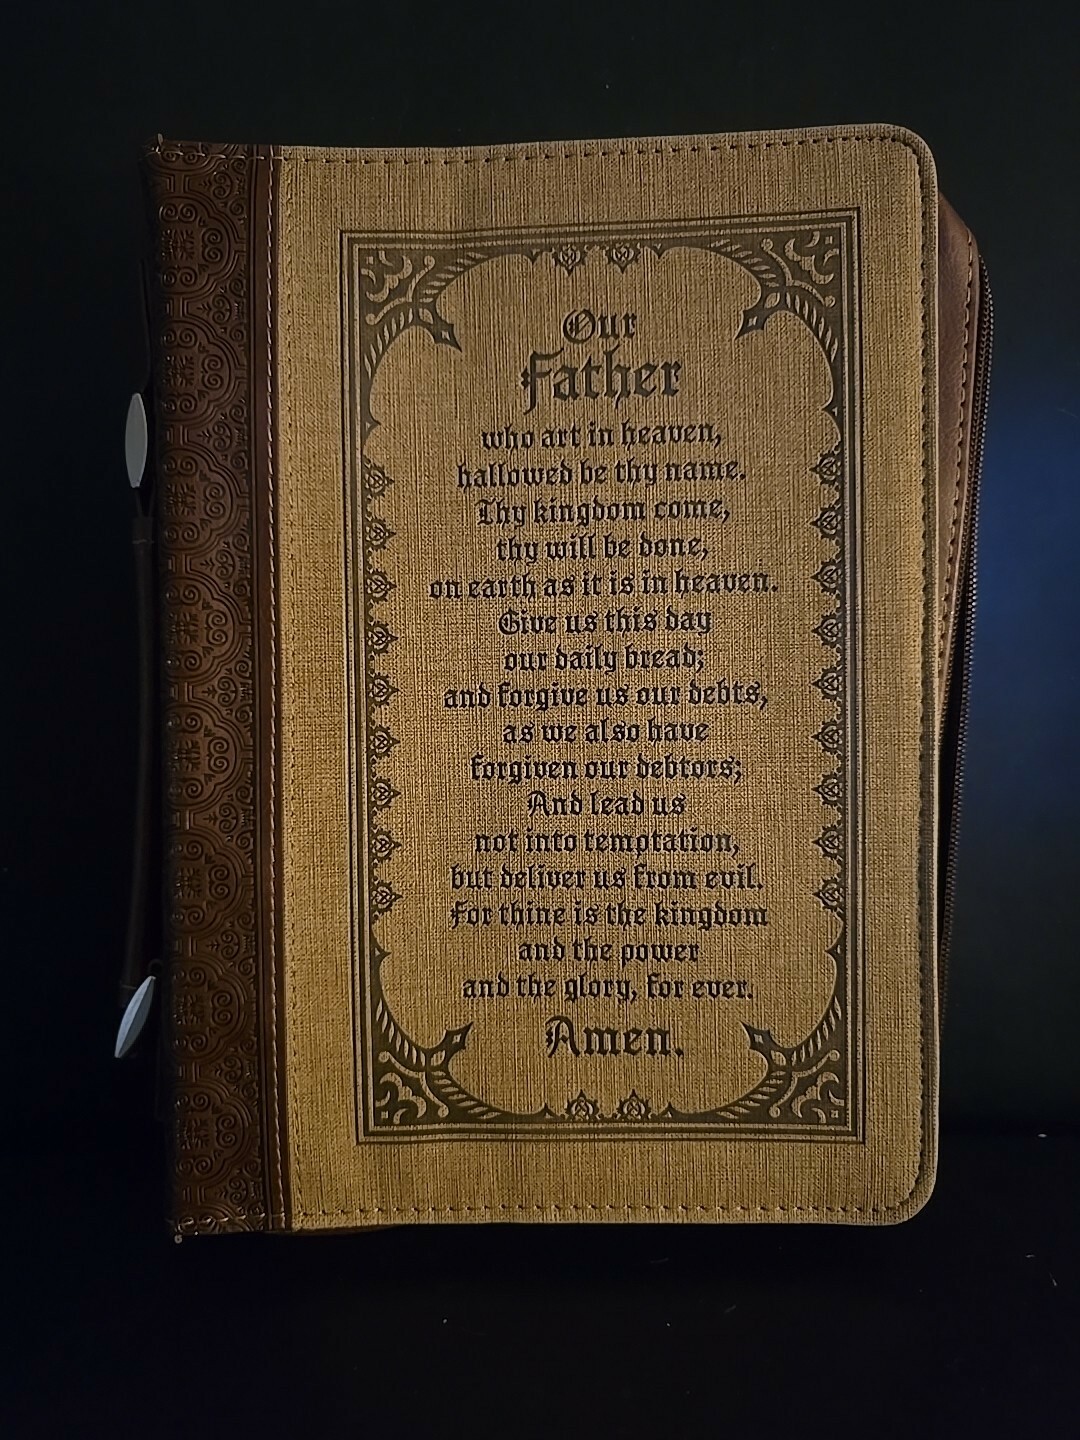 Our
Father
who art in heaven,
hallowed be thy name.
Thy kingdom come,
thy will be done,
on earth as it is in heaven.
Give us this day
our daily bread;
and forgive us our debts,
as we also have
forgiven our debtors;
And lead us
not into temptation,
but deliver us from evil.
For thine is the kingdom
and the power
and the glory, for ever.
Amen.